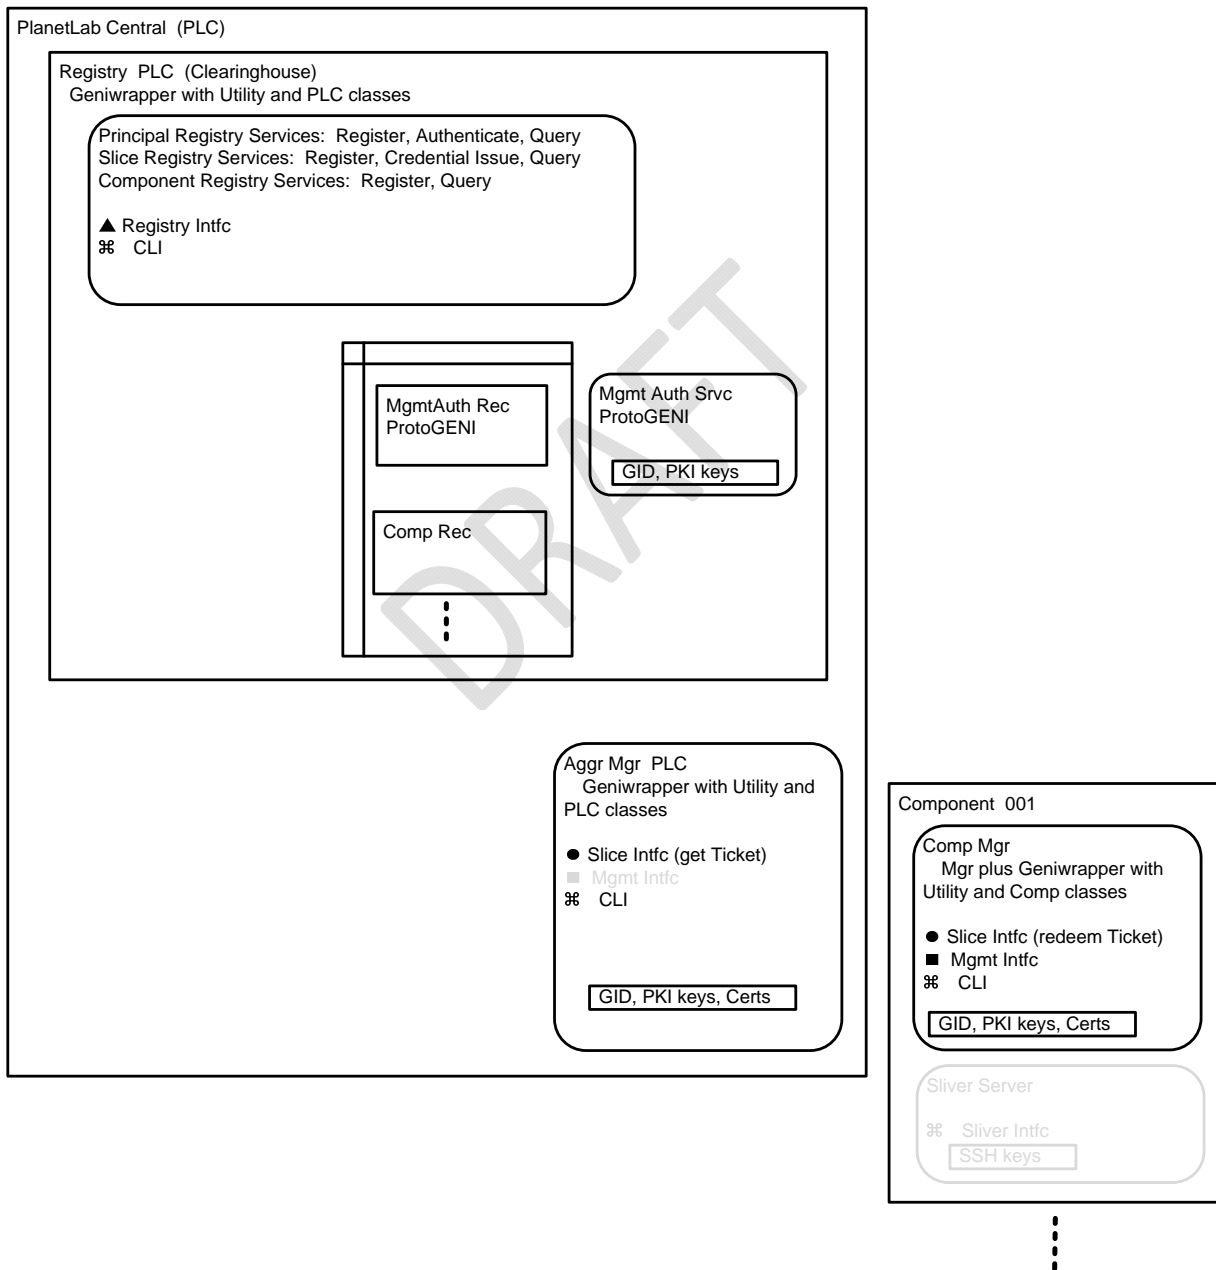 PlanetLab Central (PLC)
Registry PLC (Clearinghouse)
Geniwrapper with Utility and PLC classes
Principal Registry Services: Register, Authenticate, Query
Slice Registry Services: Register, Credential Issue, Query
Component Registry Services: Register, Query
▲ Registry Intfc
⌘ CLI
MgmtAuth Rec
ProtoGENI
Comp Rec
Mgmt Auth Srvc
ProtoGENI
GID, PKI keys
DRAFT
Aggr Mgr PLC
Geniwrapper with Utility and
PLC classes
● Slice Intfc (get Ticket)
■ Mgmt Intfc
⌘ CLI
GID, PKI keys, Certs
Component 001
Comp Mgr
Mgr plus Geniwrapper with
Utility and Comp classes
● Slice Intfc (redeem Ticket)
■ Mgmt Intfc
⌘ CLI
GID, PKI keys, Certs
Sliver Server
⌘ Sliver Intfc
SSH keys